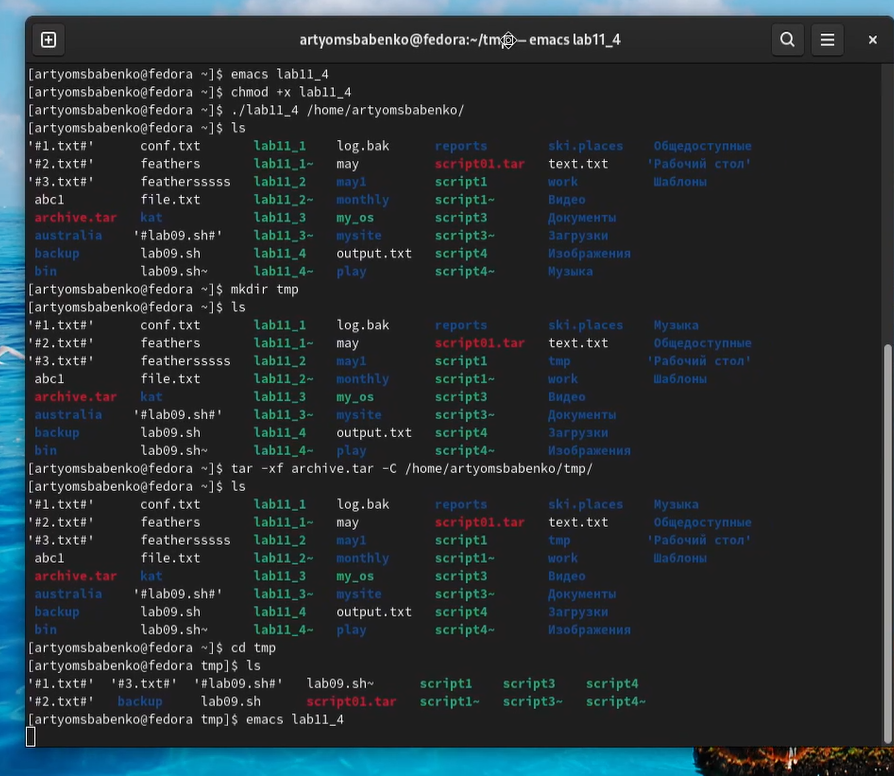 artyomsbabenko@fedora:~/tmp — emacs lab11_4
[artyomsbabenko@fedora ~]$ emacs lab11_4
[artyomsbabenko@fedora ~]$ chmod +x lab11_4
[artyomsbabenko@fedora ~]$ ./lab11_4 /home/artyomsbabenko/
[artyomsbabenko@fedora ~]$ ls
'#1.txt#' conf.txt lab11_1 log.bak reports ski.places Общедоступные
'#2.txt#' feathers lab11_1~ may script01.tar text.txt 'Рабочий стол'
'#3.txt#' feathersssss lab11_2 may1 script1 work Шаблоны
abc1 file.txt lab11_2~ monthly script1~ Видео
archive.tar kat lab11_3 my_os script3 Документы
australia '#lab09.sh#' lab11_3~ mysite script3~ Загрузки
backup lab09.sh lab11_4 output.txt script4 Изображения
bin lab09.sh~ lab11_4~ play script4~ Музыка
[artyomsbabenko@fedora ~]$ mkdir tmp
[artyomsbabenko@fedora ~]$ ls
'#1.txt#' conf.txt lab11_1 log.bak reports ski.places Музыка
'#2.txt#' feathers lab11_1~ may script01.tar text.txt Общедоступные
'#3.txt#' feathersssss lab11_2 may1 script1 tmp 'Рабочий стол'
abc1 file.txt lab11_2~ monthly script1~ work Шаблоны
archive.tar kat lab11_3 my_os script3 Видео
australia '#lab09.sh#' lab11_3~ mysite script3~ Документы
backup lab09.sh lab11_4 output.txt script4 Загрузки
bin lab09.sh~ lab11_4~ play script4~ Изображения
[artyomsbabenko@fedora ~]$ tar -xf archive.tar -C /home/artyomsbabenko/tmp/
[artyomsbabenko@fedora ~]$ ls
'#1.txt#' conf.txt lab11_1 log.bak reports ski.places Музыка
'#2.txt#' feathers lab11_1~ may script01.tar text.txt Общедоступные
'#3.txt#' feathersssss lab11_2 may1 script1 tmp 'Рабочий стол'
abc1 file.txt lab11_2~ monthly script1~ work Шаблоны
archive.tar kat lab11_3 my_os script3 Видео
australia '#lab09.sh#' lab11_3~ mysite script3~ Документы
backup lab09.sh lab11_4 output.txt script4 Загрузки
bin lab09.sh~ lab11_4~ play script4~ Изображения
[artyomsbabenko@fedora ~]$ cd tmp
[artyomsbabenko@fedora tmp]$ ls
'#1.txt#' '#3.txt#' '#lab09.sh#' lab09.sh~ script1 script3 script4
'#2.txt#' backup lab09.sh script01.tar script1~ script3~ script4~
[artyomsbabenko@fedora tmp]$ emacs lab11_4